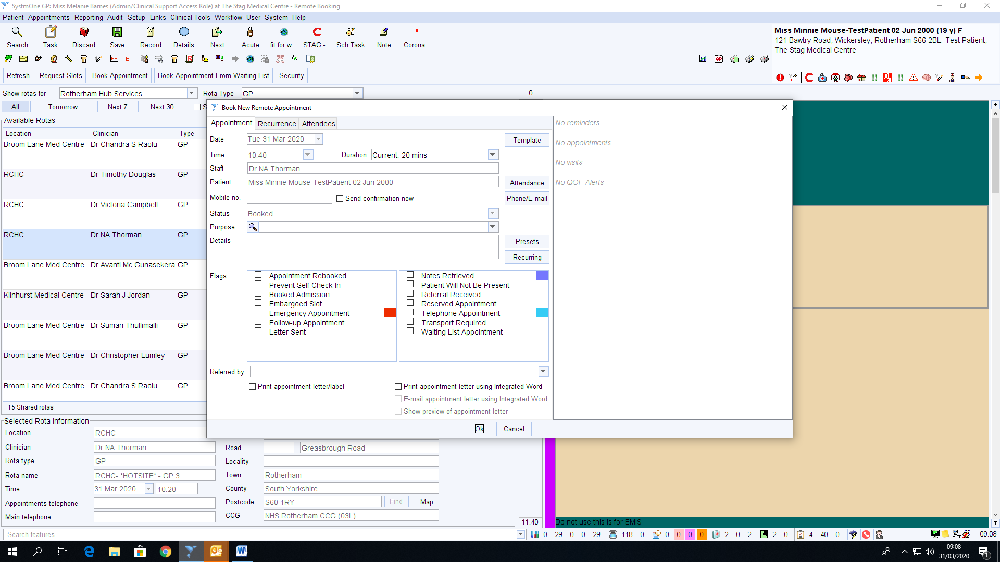 SystmOne GP: Miss Melanie Barnes (Admin/Clinical Support Access Role) at The Stag Medical Centre - Remote Booking
Patient Appointments Reporting Audit Setup Links Clinical Tools Workflow User System Help
Search Task Discard Save Record Details Next Acute fit for w... STAG -... Sch Task Note Corona...
Miss Minnie Mouse-TestPatient 02 Jun 2000 (19 y) F
121 Bawtry Road, Wickersley, Rotherham S66 2BL Test Patient,
The Stag Medical Centre
Refresh Request Slots Book Appointment Book Appointment From Waiting List Security
Show rotas for Rotherham Hub Services Rota Type GP 0
All Tomorrow Next 7 Next 30 S
Available Rotas
Location Clinician Type
Broom Lane Med Centre Dr Chandra S Raolu GP
RCHC Dr Timothy Douglas GP
RCHC Dr Victoria Campbell GP
RCHC Dr NA Thorman GP
Broom Lane Med Centre Dr Avanti Mc Gunasekera GP
Kilnhurst Medical Centre Dr Sarah J Jordan GP
Broom Lane Med Centre Dr Suman Thullimalli GP
Broom Lane Med Centre Dr Christopher Lumley GP
Broom Lane Med Centre Dr Chandra S Raolu GP
15 Shared rotas
Book New Remote Appointment
Appointment Recurrence Attendees
Date Tue 31 Mar 2020 Template
Time 10:40 Duration Current: 20 mins
Staff Dr NA Thorman
Patient Miss Minnie Mouse-TestPatient 02 Jun 2000 Attendance
Mobile no. Send confirmation now Phone/E-mail
Status Booked
Purpose
Details Presets
Recurring
Flags
Appointment Rebooked
Prevent Self Check-In
Booked Admission
Embargoed Slot
Emergency Appointment
Follow-up Appointment
Letter Sent
Notes Retrieved
Patient Will Not Be Present
Referral Received
Reserved Appointment
Telephone Appointment
Transport Required
Waiting List Appointment
Referred by
Print appointment letter/label Print appointment letter using Integrated Word
E-mail appointment letter using Integrated Word
Show preview of appointment letter
Ok Cancel
No reminders
No appointments
No visits
No QOF Alerts
Selected Rota Information
Location RCHC
Clinician Dr NA Thorman
Rota type GP
Rota name RCHC- *HOTSITE* - GP 3
Time 31 Mar 2020 10:20
Appointments telephone
Main telephone
Road Greasbrough Road
Locality
Town Rotherham
County South Yorkshire
Postcode S60 1RY Find Map
CCG NHS Rotherham CCG (03L)
11:40 Do not use this is for EMIS
Search features 0 29 0 0 29 118 0 0 0 0 0 2 0 2 2 0 4 40 0 09:08
09:08
31/03/2020
1